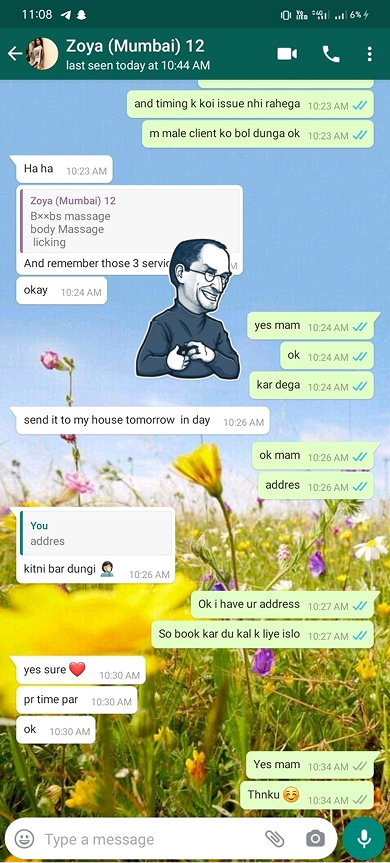 11:08
6%
Zoya (Mumbai) 12
last seen today at 10:44 AM
and timing k koi issue nhi rahega 10:23 AM
m male client ko bol dunga ok 10:23 AM
Ha ha 10:23 AM
Zoya (Mumbai) 12
B××bs massage
body Massage
licking
And remember those 3 servic
okay 10:24 AM
yes mam 10:24 AM
ok 10:24 AM
kar dega 10:24 AM
send it to my house tomorrow in day 10:26 AM
ok mam 10:26 AM
addres 10:26 AM
You
addres
kitni bar dungi 10:26 AM
Ok i have ur address 10:27 AM
So book kar du kal k liye islo 10:27 AM
yes sure ❤️ 10:30 AM
pr time par 10:30 AM
ok 10:30 AM
Yes mam 10:34 AM
Thnku ☺️ 10:34 AM
Type a message